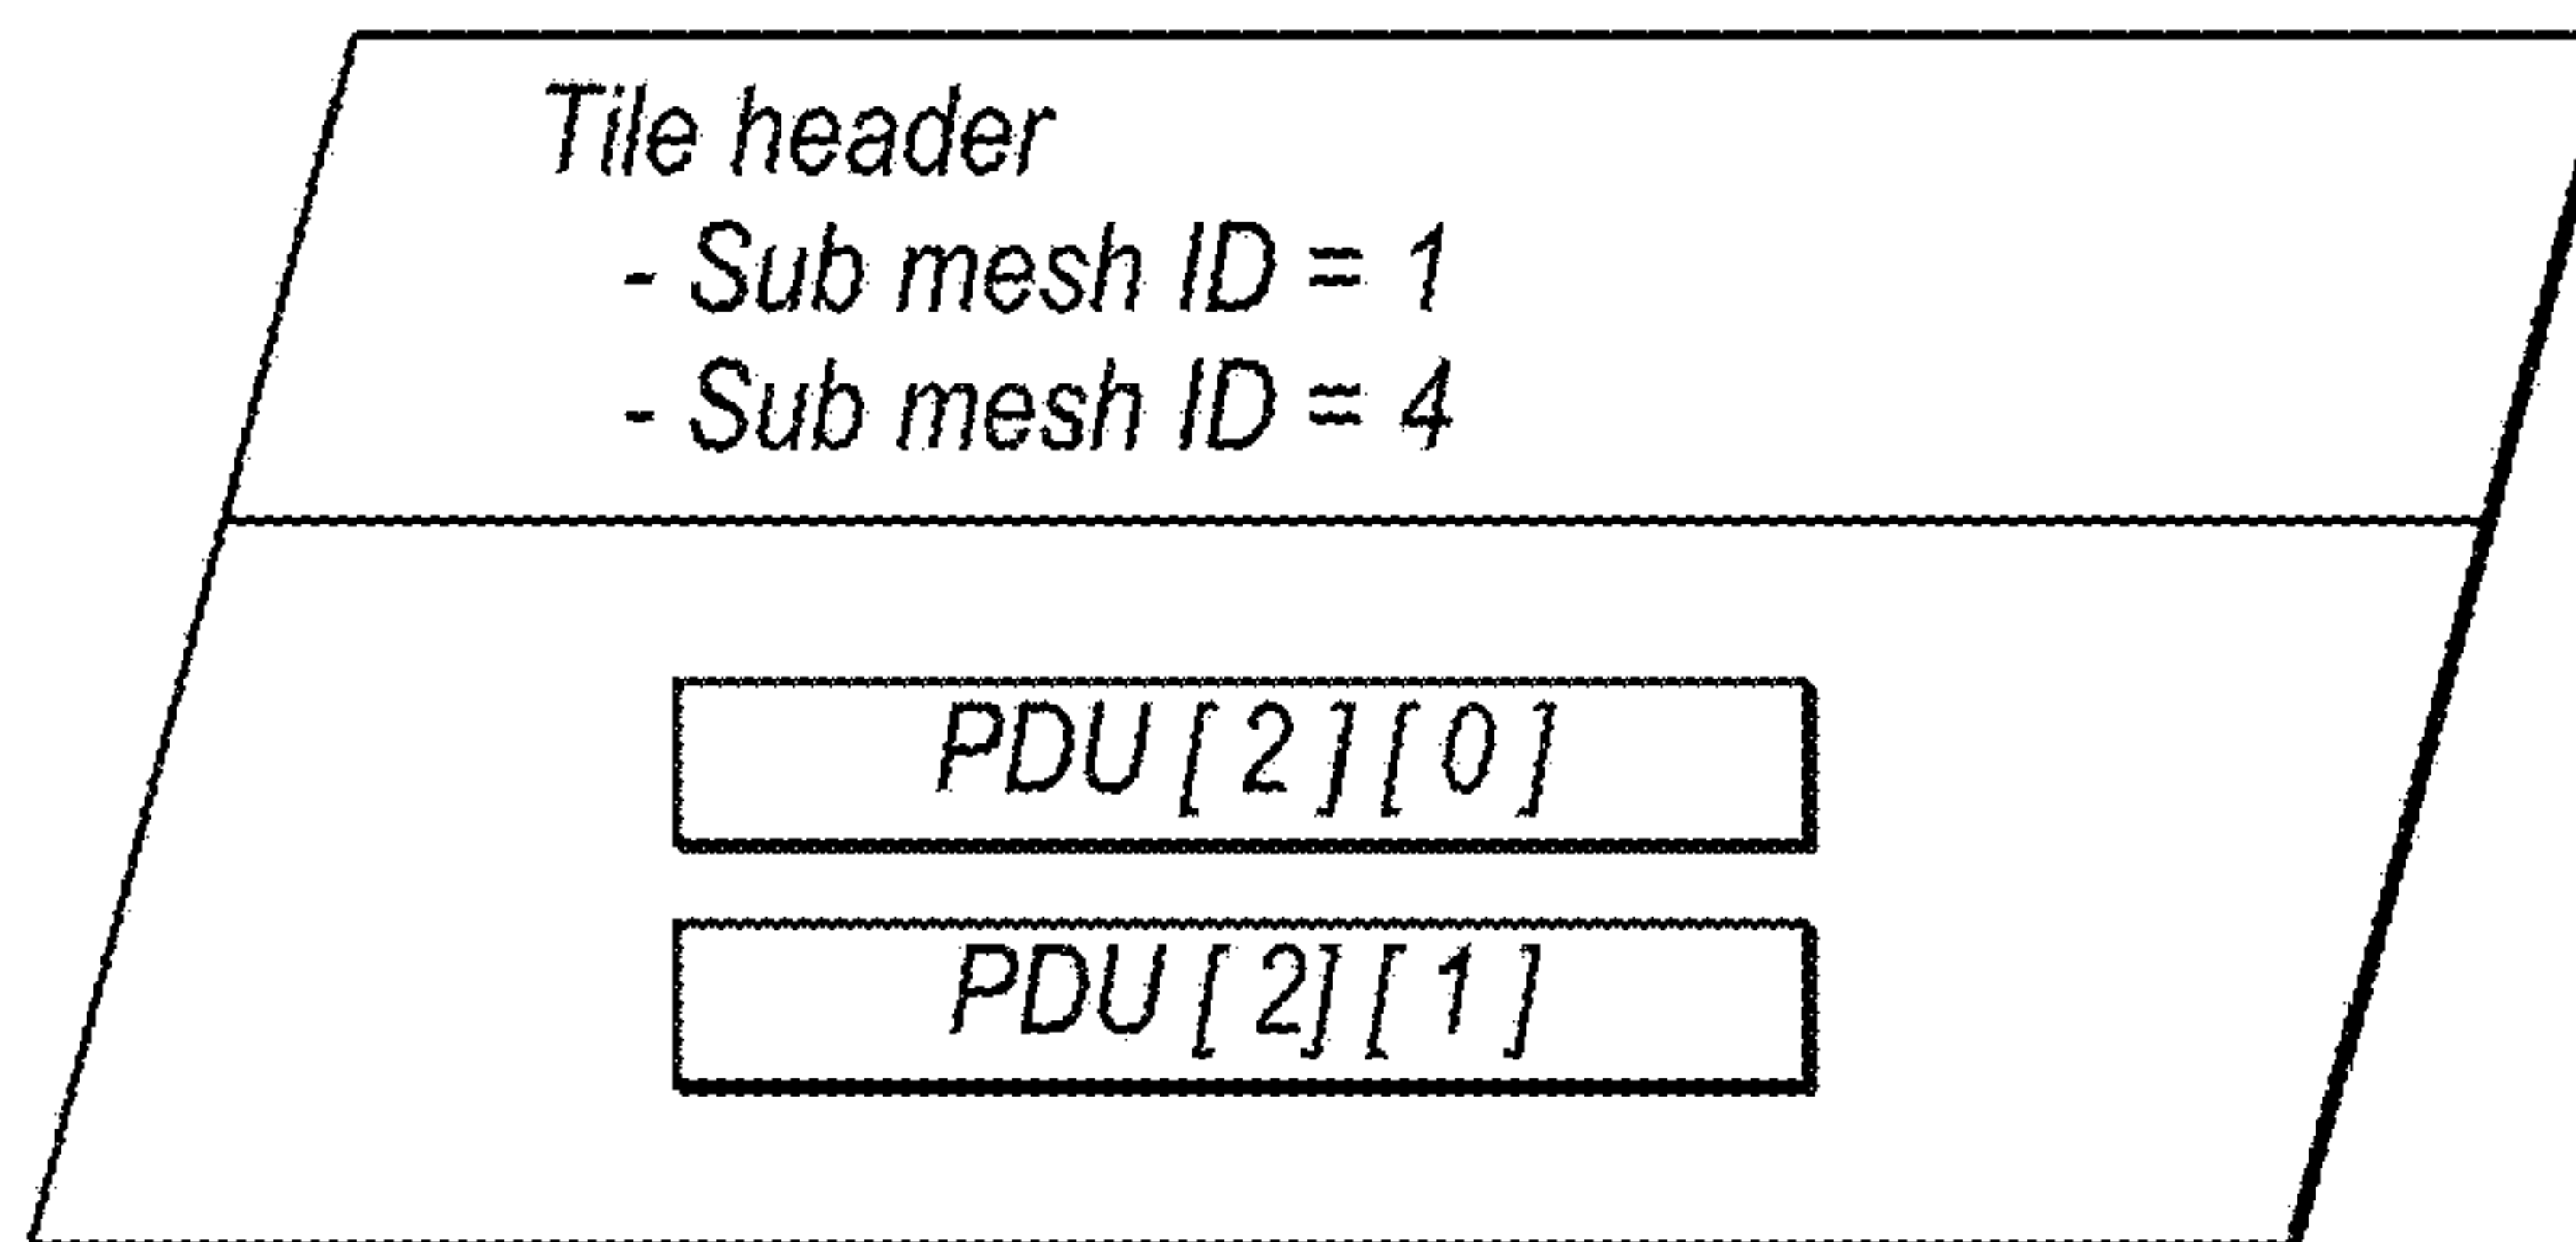 Tile header
- Sub mesh ID = 1
- Sub mesh ID = 4
PDU [ 2 ] [ 0 ]
PDU [ 2] [ 1 ]